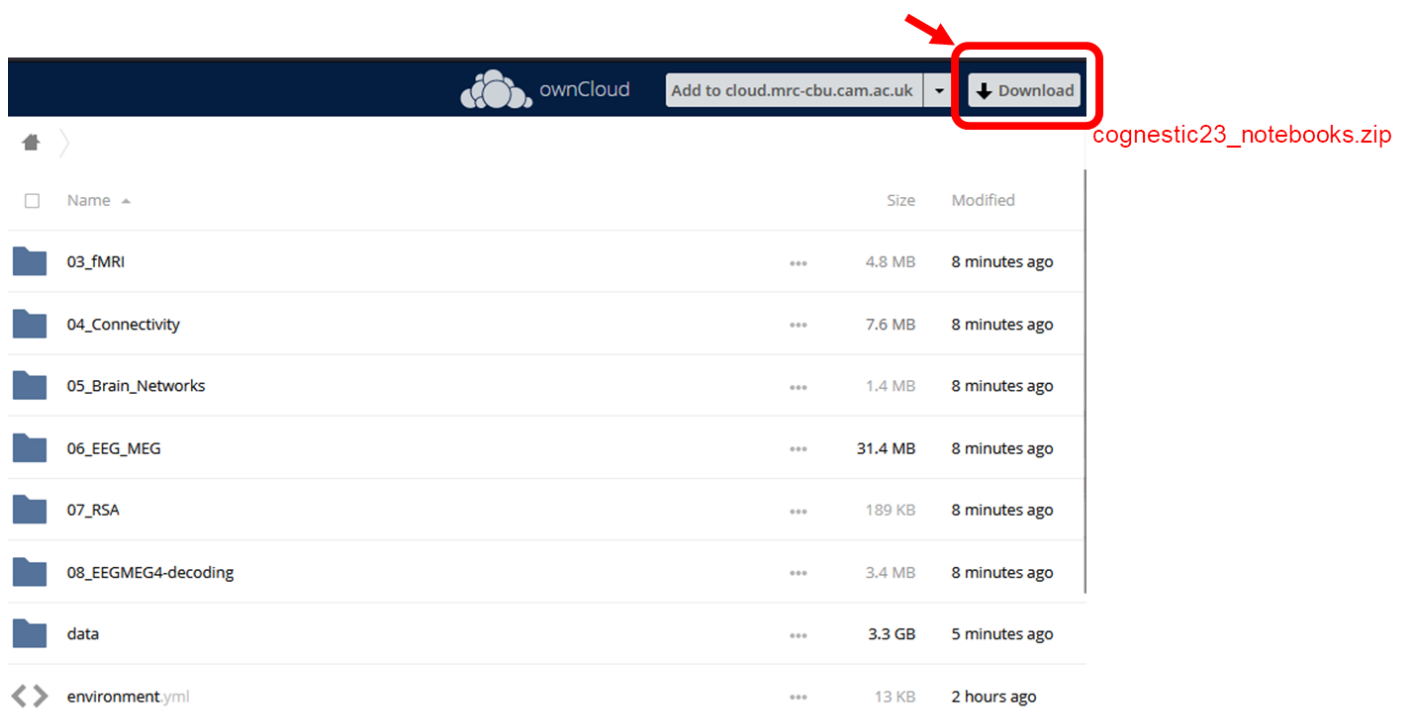 ownCloud Add to cloud.mrc-cbu.cam.ac.uk Download
cognestic23_notebooks.zip
Name Size Modified
03_fMRI ••• 4.8 MB 8 minutes ago
04_Connectivity ••• 7.6 MB 8 minutes ago
05_Brain_Networks ••• 1.4 MB 8 minutes ago
06_EEG_MEG ••• 31.4 MB 8 minutes ago
07_RSA ••• 189 KB 8 minutes ago
08_EEGMEG4-decoding ••• 3.4 MB 8 minutes ago
data ••• 3.3 GB 5 minutes ago
environment.yml ••• 13 KB 2 hours ago